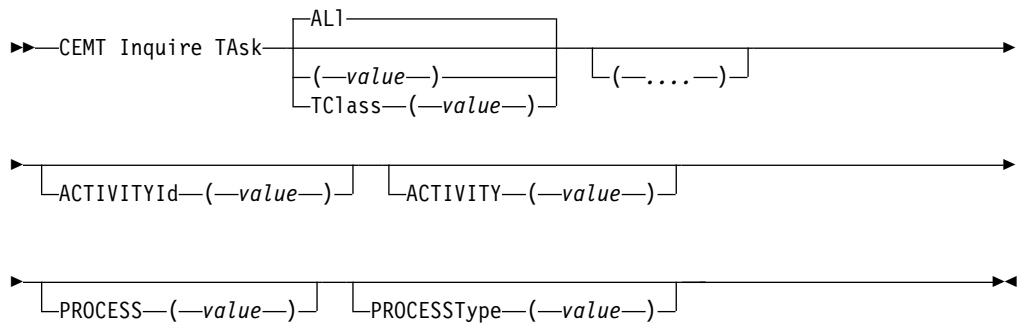 ALl
CEMT Inquire TAsk
(value) (....)
TClass(value)
ACTIVITYId(value) ACTIVITY(value)
PROCESS(value) PROCESSType(value)